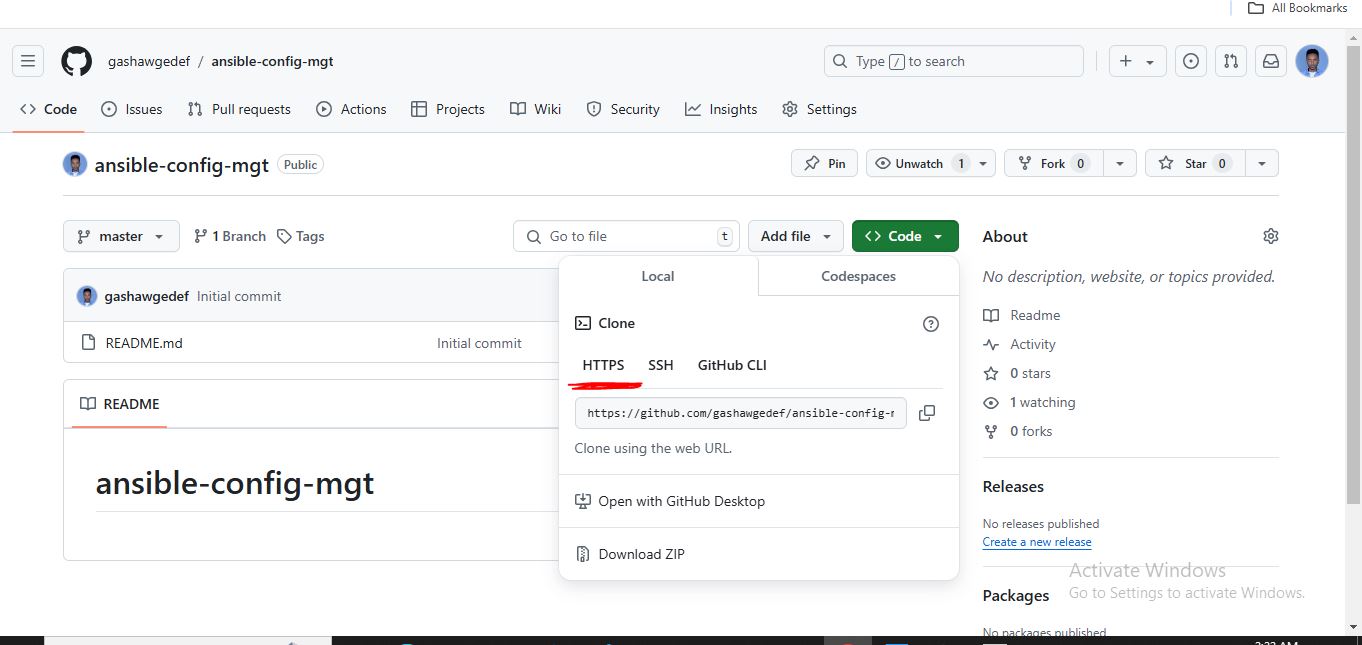 All Bookmarks
gashawgedef / ansible-config-mgt
Type / to search
Code Issues Pull requests Actions Projects Wiki Security Insights Settings
ansible-config-mgt Public
Pin Unwatch 1 Fork 0 Star 0
master 1 Branch Tags
Go to file t Add file Code
About
No description, website, or topics provided.
Local Codespaces
gashawgedef Initial commit
Clone
Readme
README.md Initial commit
Activity
HTTPS SSH GitHub CLI
0 stars
1 watching
README
https://github.com/gashawgedef/ansible-config-
0 forks
Clone using the web URL.
ansible-config-mgt
Releases
Open with GitHub Desktop
No releases published
Create a new release
Download ZIP
Activate Windows
Go to Settings to activate Windows.
Packages
No packages published